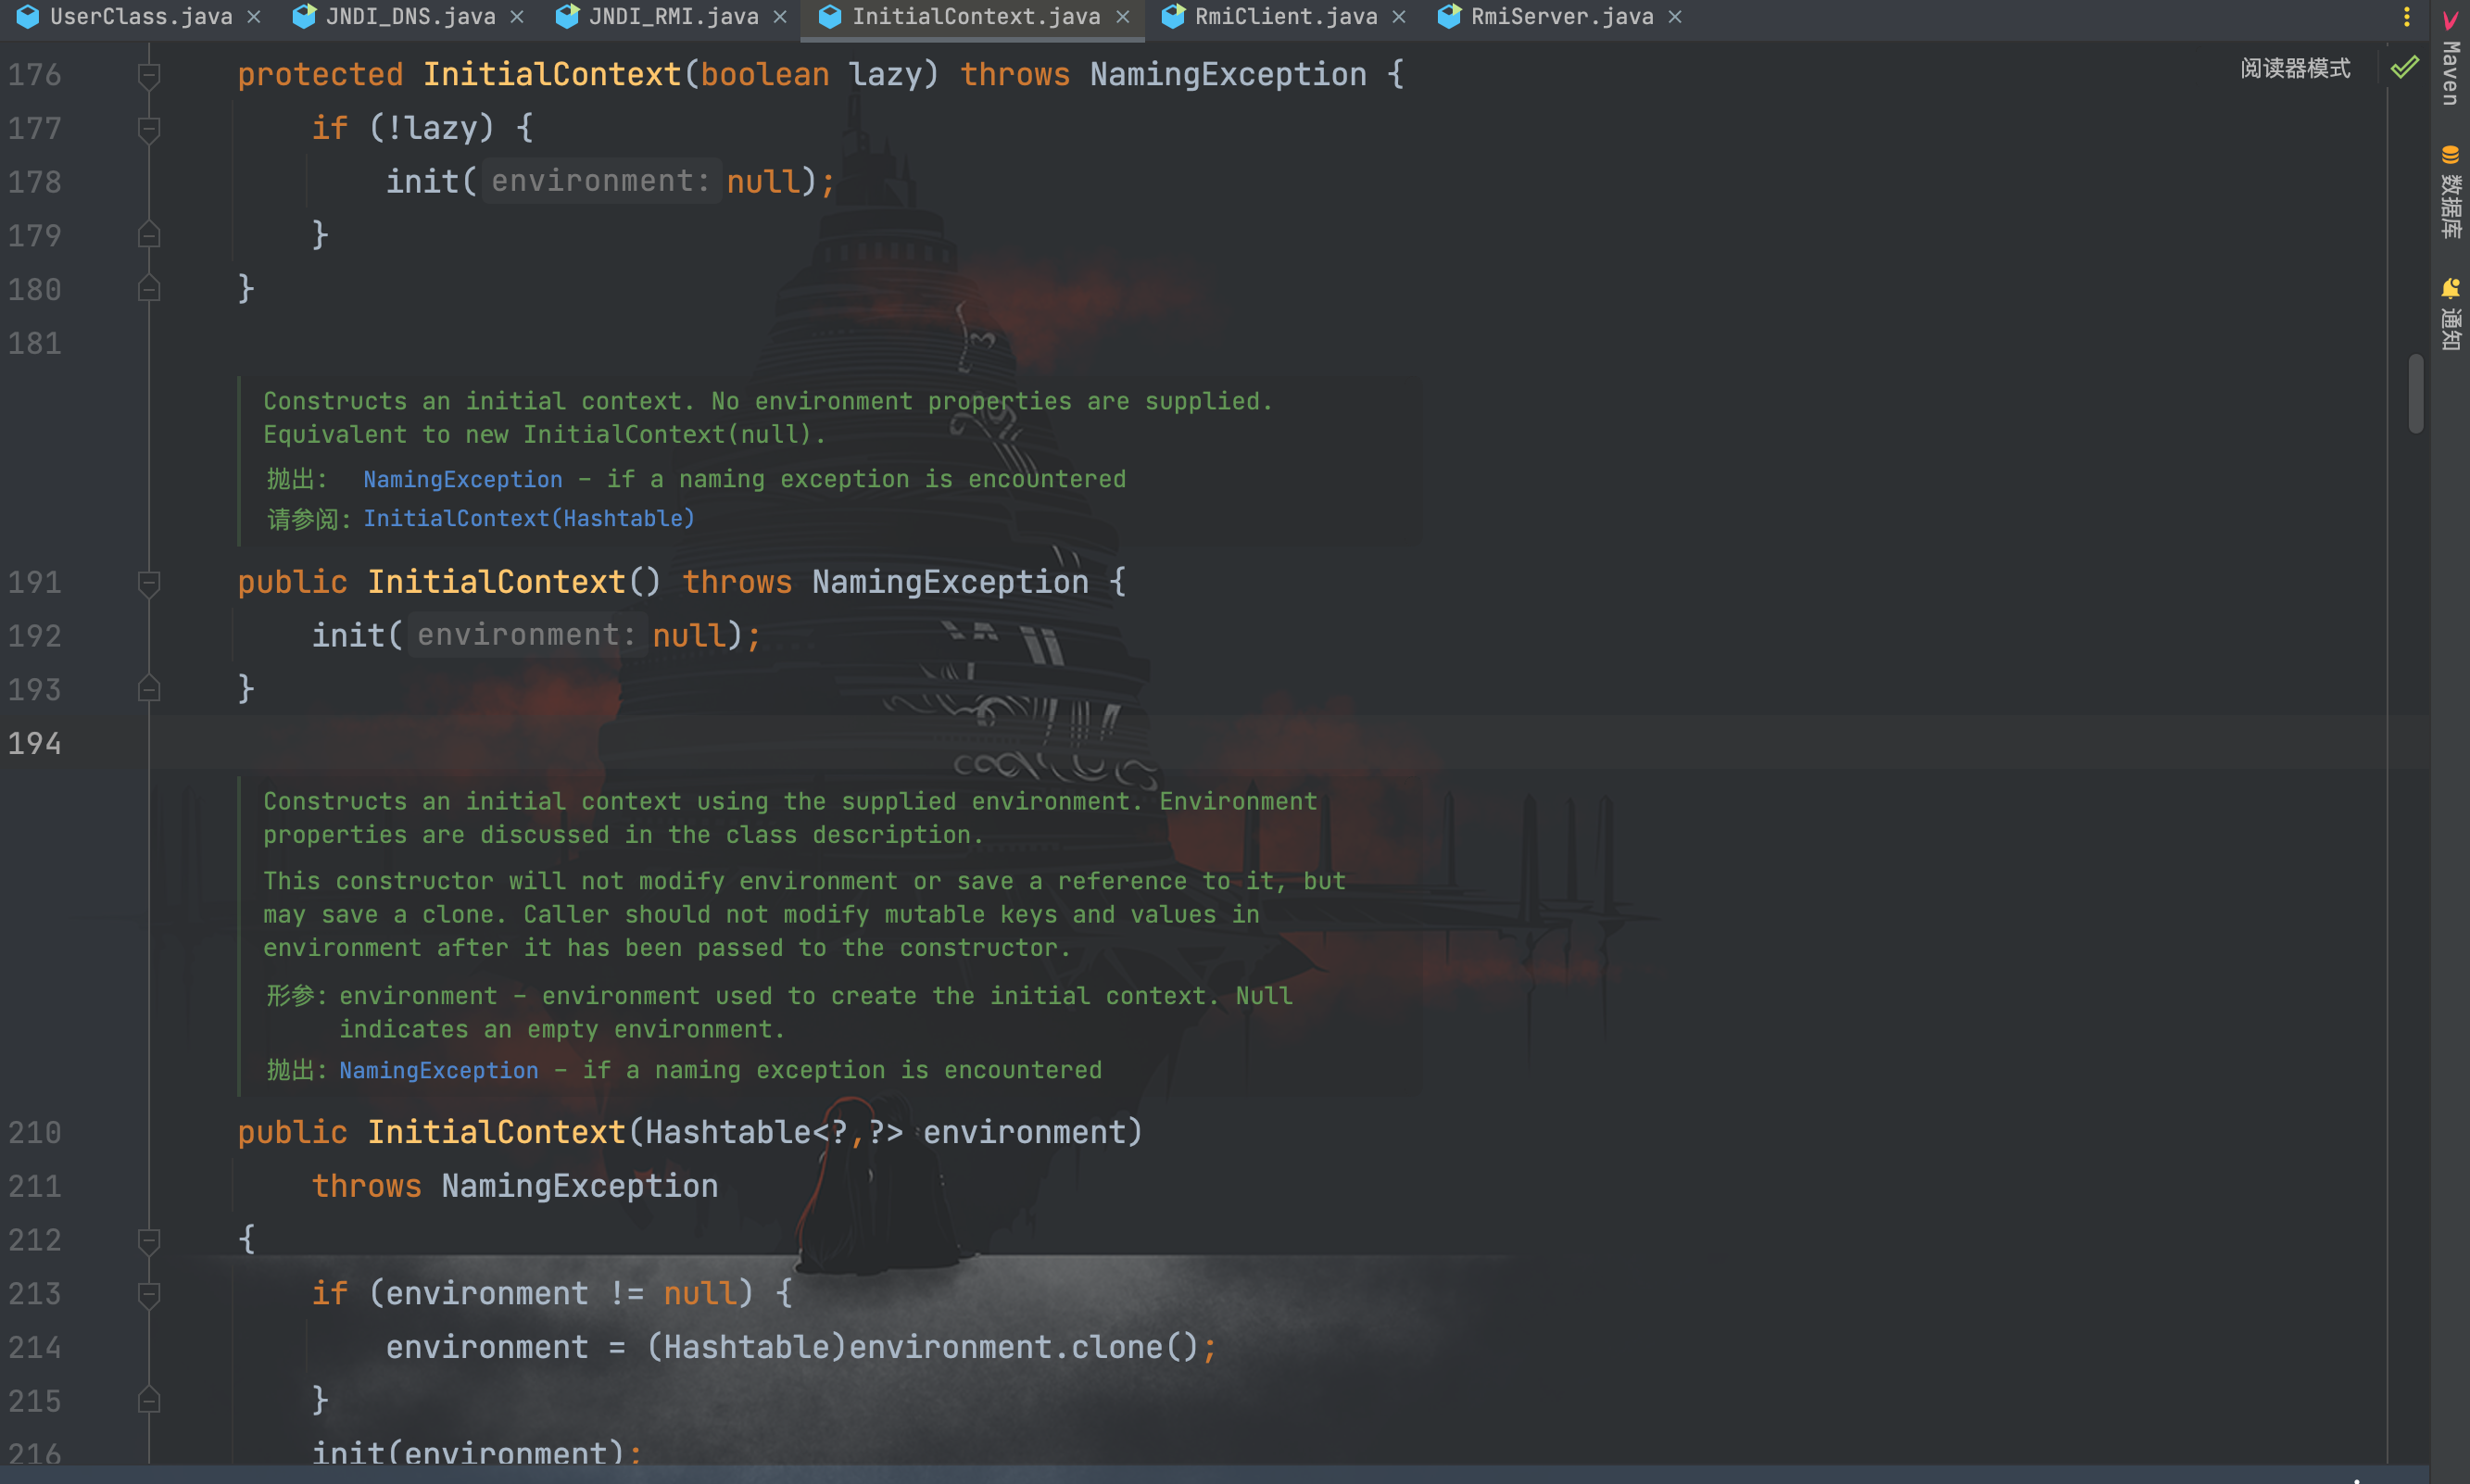 UserClass.java JNDI_DNS.java JNDI_RMI.java InitialContext.java RmiClient.java RmiServer.java
阅读器模式
176 protected InitialContext(boolean lazy) throws NamingException {
177 if (!lazy) {
178 init( environment: null);
179 }
180 }
181
Constructs an initial context. No environment properties are supplied.
Equivalent to new InitialContext(null).
抛出: NamingException – if a naming exception is encountered
请参阅: InitialContext(Hashtable)
191 public InitialContext() throws NamingException {
192 init( environment: null);
193 }
194
Constructs an initial context using the supplied environment. Environment
properties are discussed in the class description.
This constructor will not modify environment or save a reference to it, but
may save a clone. Caller should not modify mutable keys and values in
environment after it has been passed to the constructor.
形参: environment – environment used to create the initial context. Null
indicates an empty environment.
抛出: NamingException – if a naming exception is encountered
210 public InitialContext(Hashtable<?,?> environment)
211 throws NamingException
212 {
213 if (environment != null) {
214 environment = (Hashtable)environment.clone();
215 }
216 init(environment);
Maven
数据库
通知